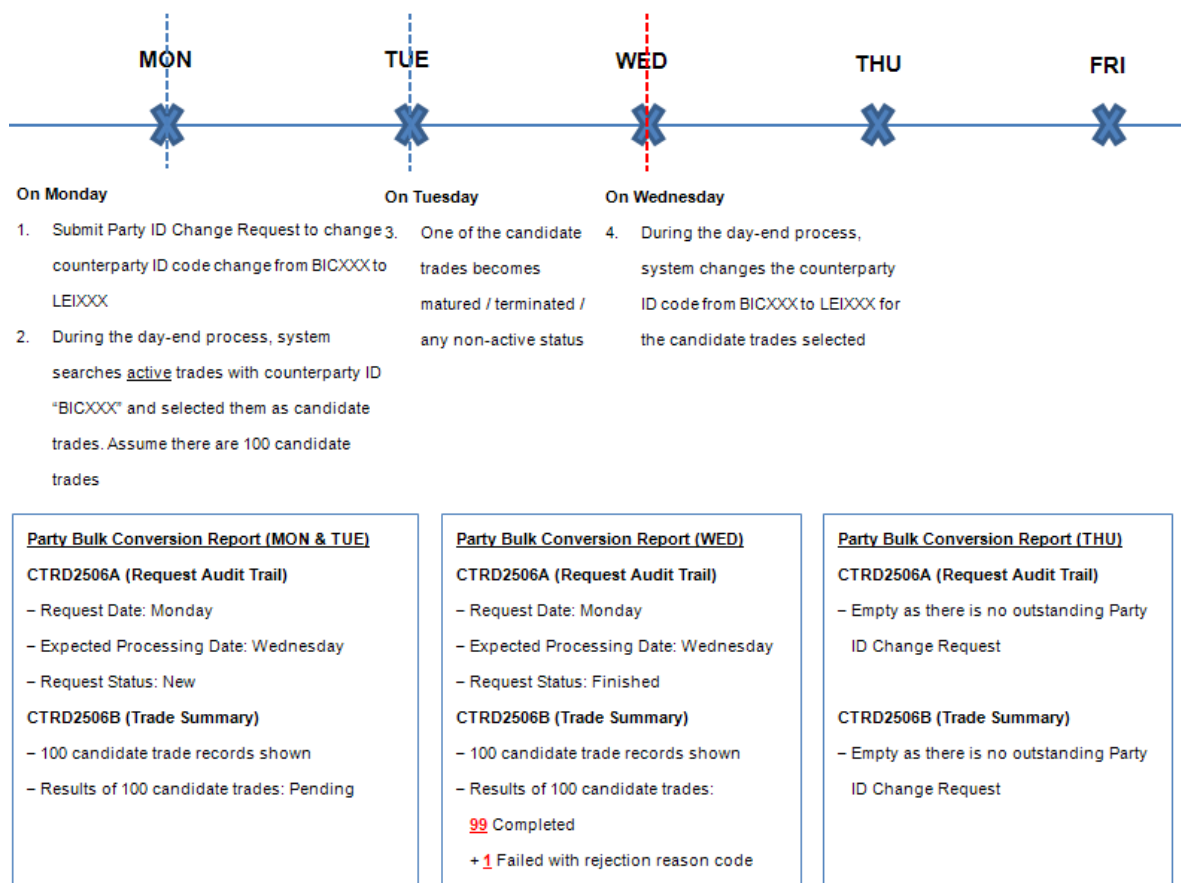 MON
TUE
WED
THU
FRI
On Monday
1. Submit Party ID Change Request to change
counterparty ID code change from BICXXX to
LEIXXX
2. During the day-end process, system
searches active trades with counterparty ID
“BICXXX” and selected them as candidate
trades. Assume there are 100 candidate
trades
On Tuesday
3. One of the candidate
trades becomes
matured / terminated /
any non-active status
On Wednesday
4. During the day-end process,
system changes the counterparty
ID code from BICXXX to LEIXXX for
the candidate trades selected
Party Bulk Conversion Report (MON & TUE)
CTRD2506A (Request Audit Trail)
– Request Date: Monday
– Expected Processing Date: Wednesday
– Request Status: New
CTRD2506B (Trade Summary)
– 100 candidate trade records shown
– Results of 100 candidate trades: Pending
Party Bulk Conversion Report (WED)
CTRD2506A (Request Audit Trail)
– Request Date: Monday
– Expected Processing Date: Wednesday
– Request Status: Finished
CTRD2506B (Trade Summary)
– 100 candidate trade records shown
– Results of 100 candidate trades:
99 Completed
+ 1 Failed with rejection reason code
Party Bulk Conversion Report (THU)
CTRD2506A (Request Audit Trail)
– Empty as there is no outstanding Party
ID Change Request
CTRD2506B (Trade Summary)
– Empty as there is no outstanding Party
ID Change Request